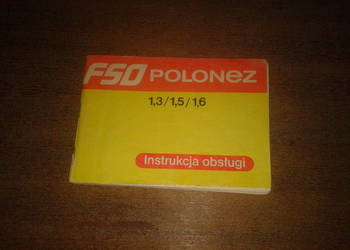 FSO POLONEZ
1,3/1,5/1,6
Instrukcja obsługi